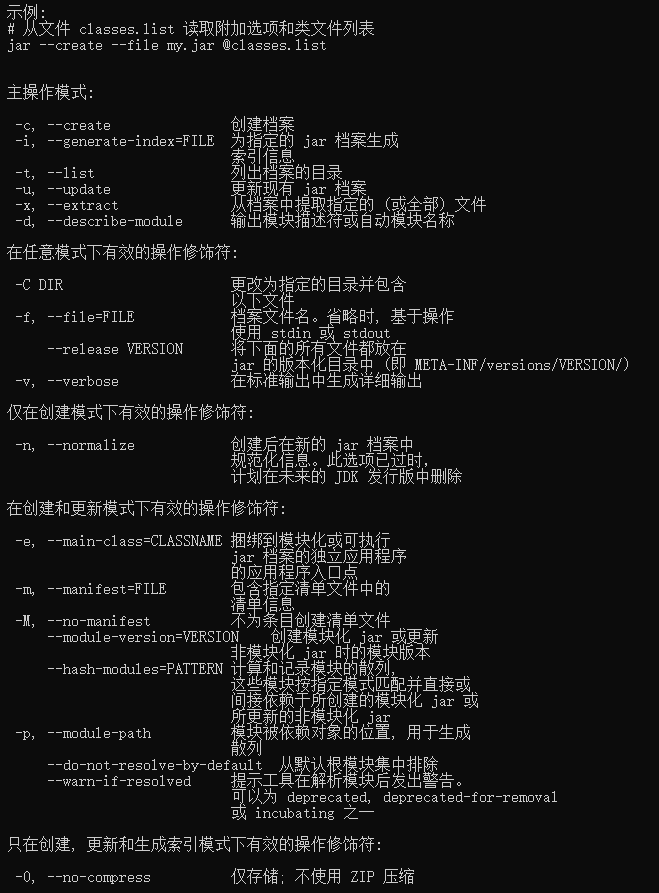 示例:
# 从文件 classes.list 读取附加选项和类文件列表
jar --create --file my.jar @classes.list
主操作模式:
-c, --create 创建档案
-i, --generate-index=FILE 为指定的 jar 档案生成
索引信息
-t, --list 列出档案的目录
-u, --update 更新现有 jar 档案
-x, --extract 从档案中提取指定的 (或全部) 文件
-d, --describe-module 输出模块描述符或自动模块名称
在任意模式下有效的操作修饰符:
-C DIR 更改为指定的目录并包含
以下文件
-f, --file=FILE 档案文件名。省略时, 基于操作
使用 stdin 或 stdout
--release VERSION 将下面的所有文件都放在
jar 的版本化目录中 (即 META-INF/versions/VERSION/)
-v, --verbose 在标准输出中生成详细输出
仅在创建模式下有效的操作修饰符:
-n, --normalize 创建后在新的 jar 档案中
规范化信息。此选项已过时,
计划在未来的 JDK 发行版中删除
在创建和更新模式下有效的操作修饰符:
-e, --main-class=CLASSNAME 捆绑到模块化或可执行
jar 档案的独立应用程序
的应用程序入口点
-m, --manifest=FILE 包含指定清单文件中的
清单信息
-M, --no-manifest 不为条目创建清单文件
--module-version=VERSION 创建模块化 jar 或更新
非模块化 jar 时的模块版本
--hash-modules=PATTERN 计算和记录模块的散列,
这些模块按指定模式匹配并直接或
间接依赖于所创建的模块化 jar 或
所更新的非模块化 jar
-p, --module-path 模块被依赖对象的位置, 用于生成
散列
--do-not-resolve-by-default 从默认根模块集中排除
--warn-if-resolved 提示工具在解析模块后发出警告。
可以为 deprecated, deprecated-for-removal
或 incubating 之一
只在创建, 更新和生成索引模式下有效的操作修饰符:
-0, --no-compress 仅存储; 不使用 ZIP 压缩